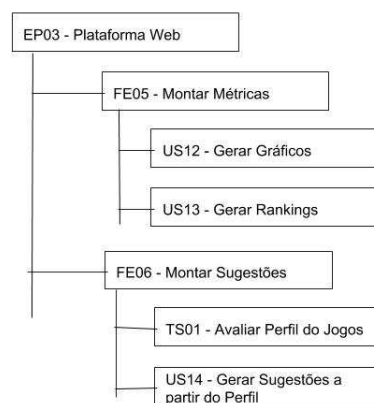 EP03 - Plataforma Web
FE05 - Montar Métricas
US12 - Gerar Gráficos
US13 - Gerar Rankings
FE06 - Montar Sugestões
TS01 - Avaliar Perfil do Jogos
US14 - Gerar Sugestões a
partir do Perfil